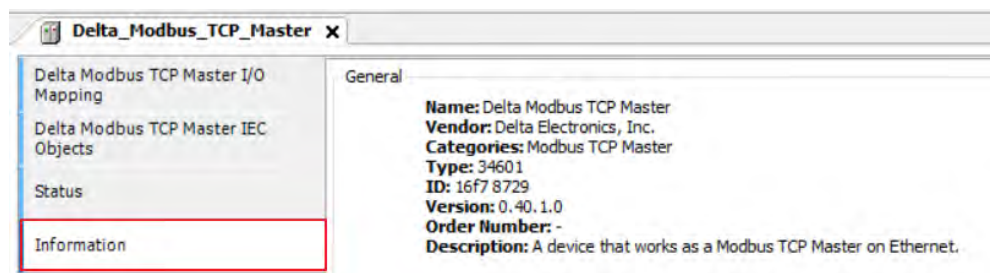 Delta_Modbus_TCP_Master X
Delta Modbus TCP Master I/O
Mapping
Delta Modbus TCP Master IEC
Objects
Status
Information
General
Name: Delta Modbus TCP Master
Vendor: Delta Electronics, Inc.
Categories: Modbus TCP Master
Type: 34601
ID: 16f7 8729
Version: 0.40.1.0
Order Number: -
Description: A device that works as a Modbus TCP Master on Ethernet.